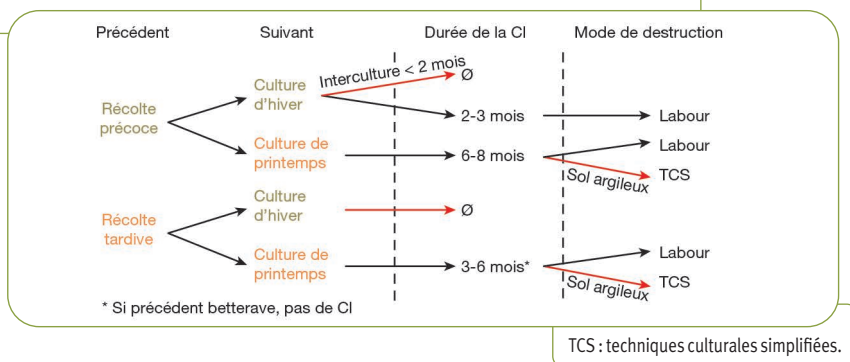 Précédent Suivant Durée de la CI Mode de destruction
Récolte
précoce
Culture
d'hiver
Interculture < 2 mois
Ø
2-3 mois
Labour
Culture de
printemps
6-8 mois
Labour
Sol argileux
TCS
Récolte
tardive
Culture
d'hiver
Ø
Culture de
printemps
3-6 mois*
Labour
Sol argileux
TCS
* Si précédent betterave, pas de CI
TCS : techniques culturales simplifiées.